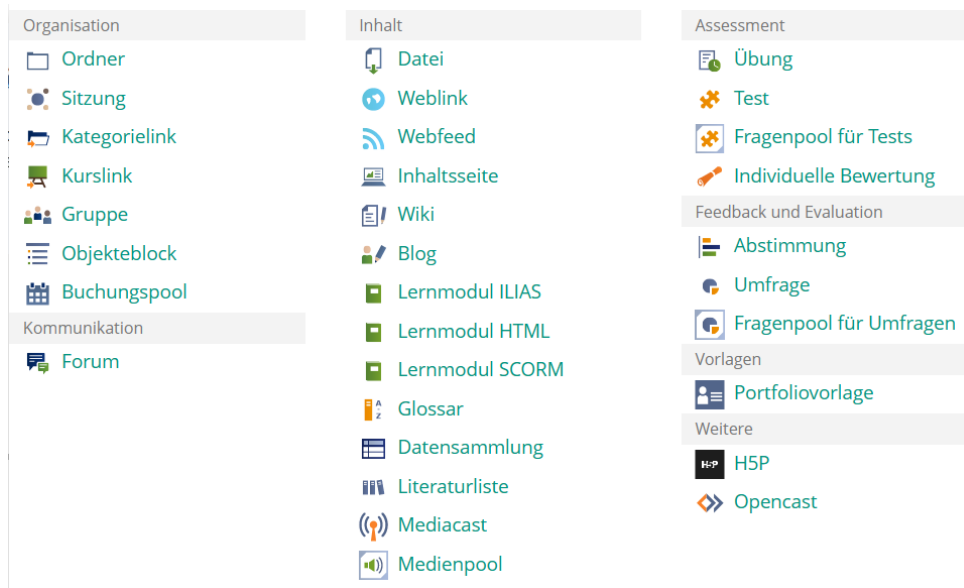 Organisation
Ordner
Sitzung
Kategorielink
Kurslink
Gruppe
Objekteblock
Buchungspool
Kommunikation
Forum
Inhalt
Datei
Weblink
Webfeed
Inhaltsseite
Wiki
Blog
Lernmodul ILIAS
Lernmodul HTML
Lernmodul SCORM
A
Z
Glossar
Datensammlung
Literaturliste
Mediacast
Medienpool
Assessment
Übung
Test
Fragenpool für Tests
Individuelle Bewertung
Feedback und Evaluation
Abstimmung
Umfrage
Fragenpool für Umfragen
Vorlagen
Portfoliovorlage
Weitere
H5P H5P
Opencast